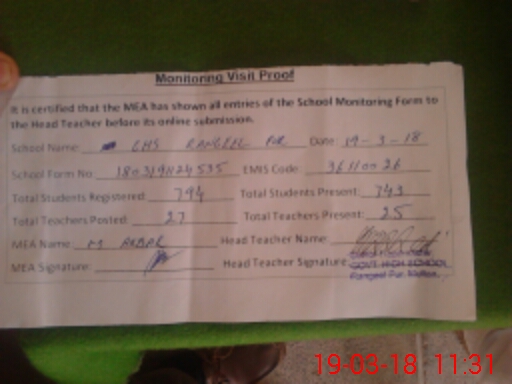 Monitoring Visit Proof
It is certified that the MEA has shown all entries of the School Monitoring Form to
the Head Teacher before its online submission.
School Name: GHS RANGEEL PUR Date: 19-3-18
School Form No: EMIS Code:
Total Students Registered: 794 Total Students Present: 743
Total Teachers Posted: 27 Total Teachers Present: 25
MEA Name: M AKBAR Head Teacher Name:
MEA Signature: Head Teacher Signature:
GOVT. HIGH SCHOOL
Rangeel Pur Multan.
19-03-18 11:31